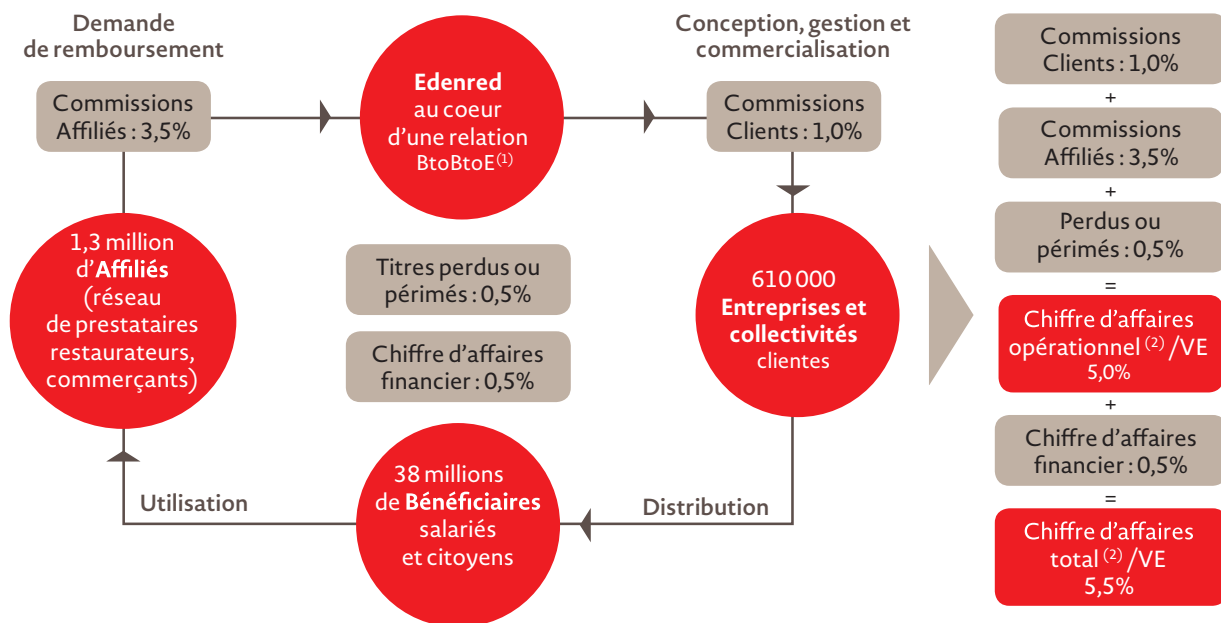 Demande
de remboursement
Commissions
Affiliés : 3,5%
Edenred
au coeur
d'une relation
BtoBtoE(1)
Conception, gestion et
commercialisation
Commissions
Clients : 1,0%
1,3 million
d'Affiliés
(réseau
de prestataires
restaurateurs,
commerçants)
Titres perdus ou
périmés : 0,5%
Chiffre d'affaires
financier : 0,5%
610 000
Entreprises et
collectivités
clientes
Utilisation
38 millions
de Bénéficiaires
salariés
et citoyens
Distribution
Commissions
Clients : 1,0%
+
Commissions
Affiliés : 3,5%
+
Perdus ou
périmés : 0,5%
=
Chiffre d'affaires
opérationnel (2) /VE
5,0%
+
Chiffre d'affaires
financier : 0,5%
=
Chiffre d'affaires
total (2) /VE
5,5%